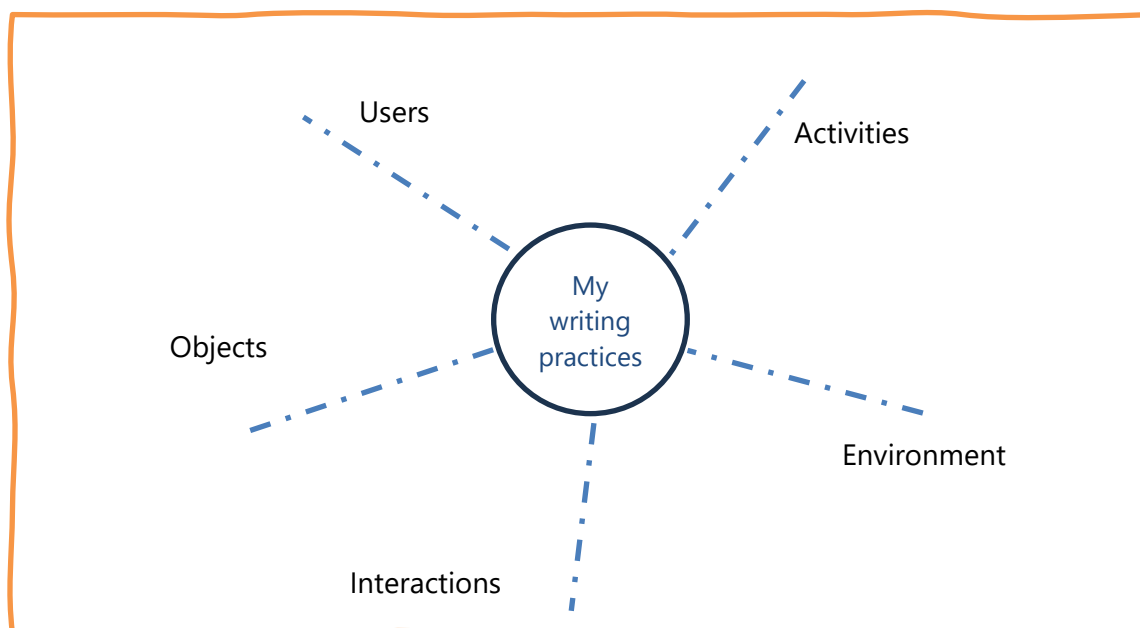 Users
Activities
My
writing
practices
Objects
Environment
Interactions